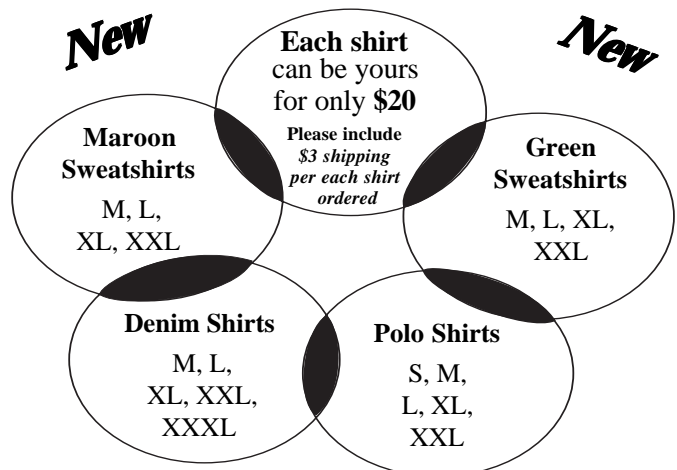 New
New
Each shirt
can be yours
for only $20
Please include
$3 shipping
per each shirt
ordered
Maroon
Sweatshirts
M, L,
XL, XXL
Green
Sweatshirts
M, L, XL,
XXL
Denim Shirts
M, L,
XL, XXL,
XXXL
Polo Shirts
S, M,
L, XL,
XXL